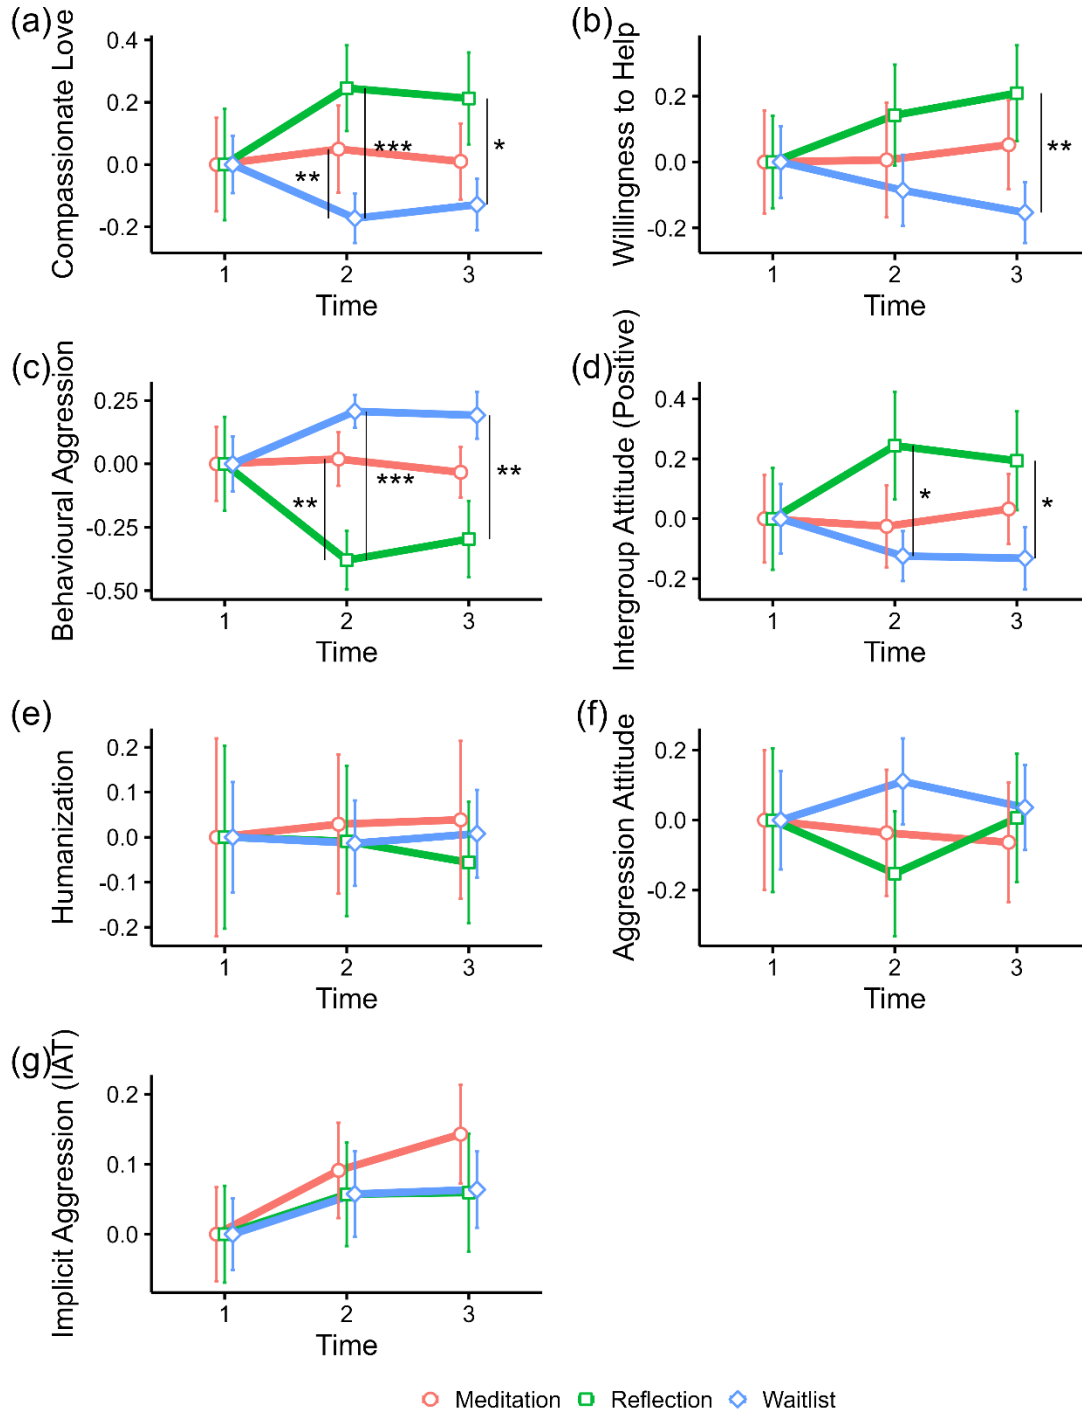 (a)
Compassionate Love
0.4
0.2
0.0
-0.2
***
**
*
1 2 3
Time
(b)
Willingness to Help
0.2
0.0
-0.2
**
1 2 3
Time
(c)
Behavioural Aggression
0.25
0.00
-0.25
-0.50
**
***
**
1 2 3
Time
(d)
Intergroup Attitude (Positive)
0.4
0.2
0.0
-0.2
*
*
1 2 3
Time
(e)
Humanization
0.2
0.1
0.0
-0.1
-0.2
1 2 3
Time
(f)
Aggression Attitude
0.2
0.0
-0.2
1 2 3
Time
(g)
Implicit Aggression (IAT)
0.2
0.1
0.0
1 2 3
Time
Meditation Reflection Waitlist